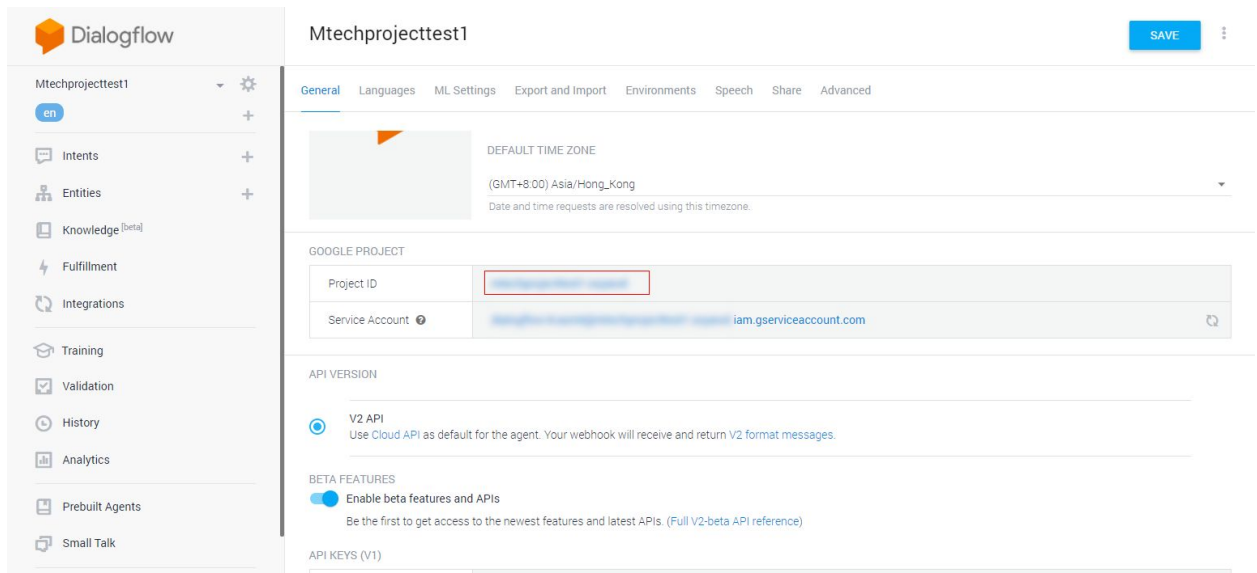 Dialogflow
Mtechprojecttest1
en
Intents
Entities
Knowledge [beta]
Fulfillment
Integrations
Training
Validation
History
Analytics
Prebuilt Agents
Small Talk
Mtechprojecttest1
SAVE
General Languages ML Settings Export and Import Environments Speech Share Advanced
DEFAULT TIME ZONE
(GMT+8:00) Asia/Hong_Kong
Date and time requests are resolved using this timezone.
GOOGLE PROJECT
Project ID
Service Account iam.gserviceaccount.com
API VERSION
V2 API
Use Cloud API as default for the agent. Your webhook will receive and return V2 format messages.
BETA FEATURES
Enable beta features and APIs
Be the first to get access to the newest features and latest APIs. (Full V2-beta API reference)
API KEYS (V1)